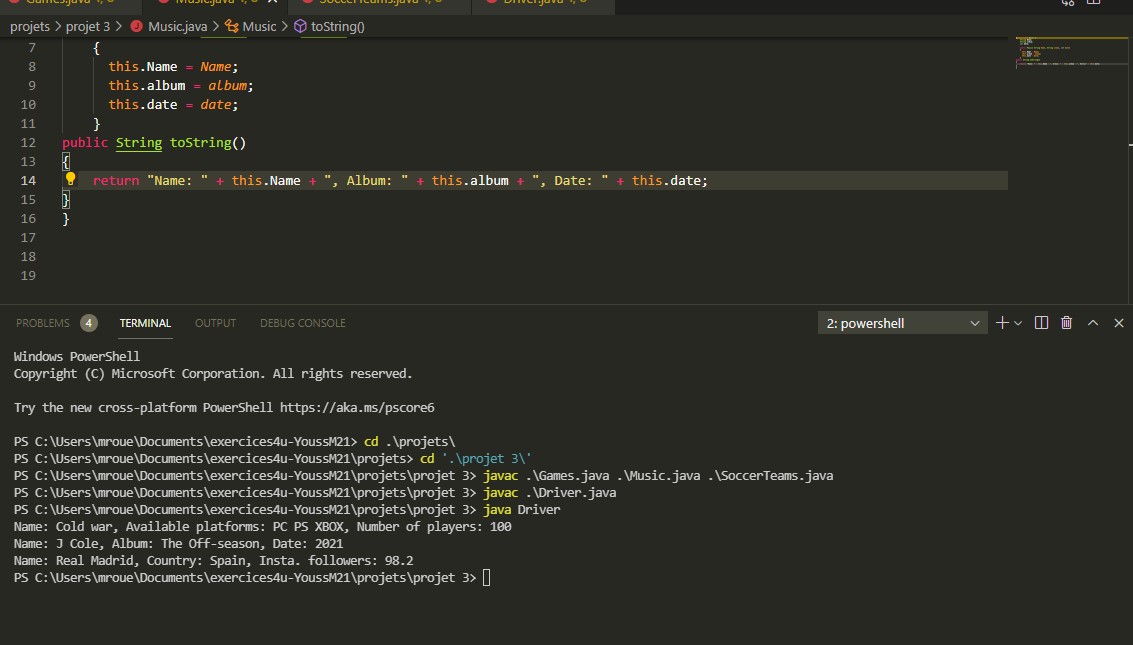 Games.java Music.java SoccerTeams.java Driver.java
projets > projet 3 > Music.java > Music > toString()
7 {
8 this.Name = Name;
9 this.album = album;
10 this.date = date;
11 }
12 public String toString()
13 {
14 return "Name: " + this.Name + ", Album: " + this.album + ", Date: " + this.date;
15 }
16 }
17
18
19
PROBLEMS 4 TERMINAL OUTPUT DEBUG CONSOLE 2: powershell
Windows PowerShell
Copyright (C) Microsoft Corporation. All rights reserved.
Try the new cross-platform PowerShell https://aka.ms/pscore6
PS C:\Users\mroue\Documents\exercices4u-YoussM21> cd .\projets\
PS C:\Users\mroue\Documents\exercices4u-YoussM21\projets> cd '.\projet 3\'
PS C:\Users\mroue\Documents\exercices4u-YoussM21\projets\projet 3> javac .\Games.java .\Music.java .\SoccerTeams.java
PS C:\Users\mroue\Documents\exercices4u-YoussM21\projets\projet 3> javac .\Driver.java
PS C:\Users\mroue\Documents\exercices4u-YoussM21\projets\projet 3> java Driver
Name: Cold war, Available platforms: PC PS XBOX, Number of players: 100
Name: J Cole, Album: The Off-season, Date: 2021
Name: Real Madrid, Country: Spain, Insta. followers: 98.2
PS C:\Users\mroue\Documents\exercices4u-YoussM21\projets\projet 3>